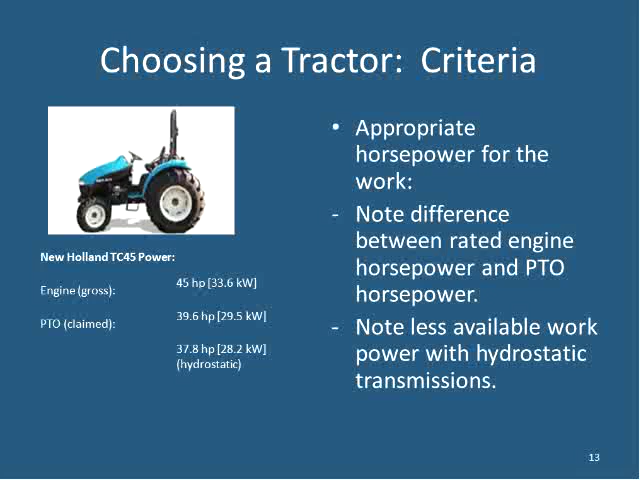 Choosing a Tractor:  Criteria
New Holland TC45 Power:
Engine (gross):
45 hp [33.6 kW]
PTO (claimed):
39.6 hp [29.5 kW]
37.8 hp [28.2 kW]
(hydrostatic)
• Appropriate
horsepower for the
work:
- Note difference
between rated engine
horsepower and PTO
horsepower.
- Note less available work
power with hydrostatic
transmissions.
13